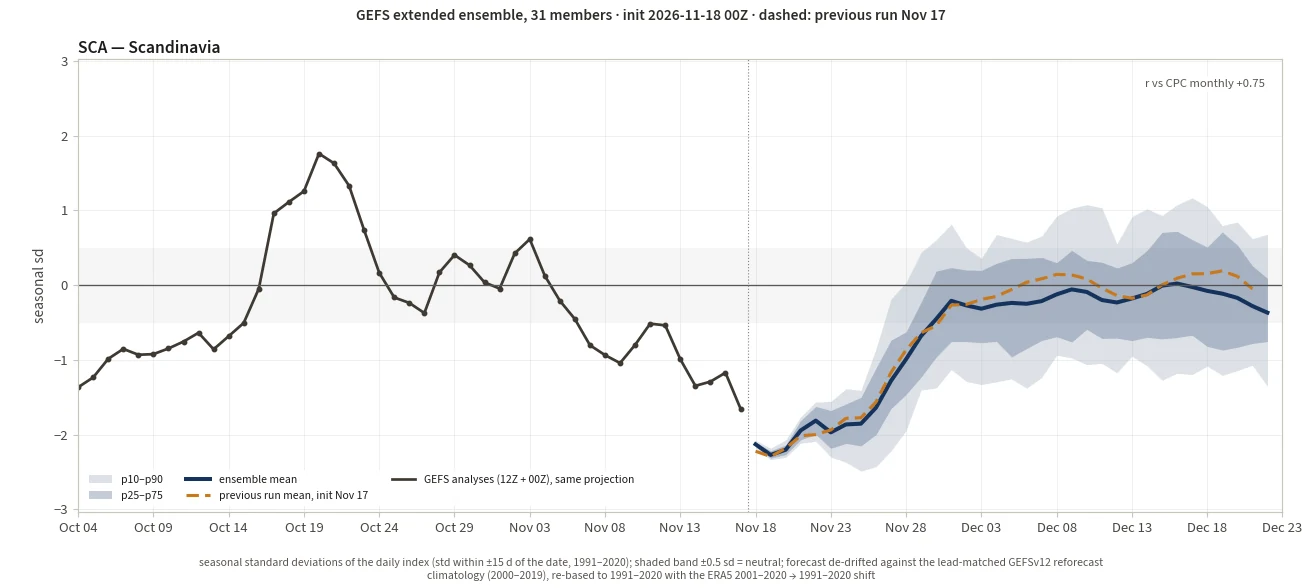 GEFS extended ensemble, 31 members · init 2026-11-18 00Z · dashed: previous run Nov 17
SCA — Scandinavia
r vs CPC monthly +0.75
seasonal sd
3
2
1
0
−1
−2
−3
p10–p90
p25–p75
ensemble mean
previous run mean, init Nov 17
GEFS analyses (12Z + 00Z), same projection
Oct 04
Oct 09
Oct 14
Oct 19
Oct 24
Oct 29
Nov 03
Nov 08
Nov 13
Nov 18
Nov 23
Nov 28
Dec 03
Dec 08
Dec 13
Dec 18
Dec 23
seasonal standard deviations of the daily index (std within ±15 d of the date, 1991–2020); shaded band ±0.5 sd = neutral; forecast de-drifted against the lead-matched GEFSv12 reforecast
climatology (2000–2019), re-based to 1991–2020 with the ERA5 2001–2020 → 1991–2020 shift